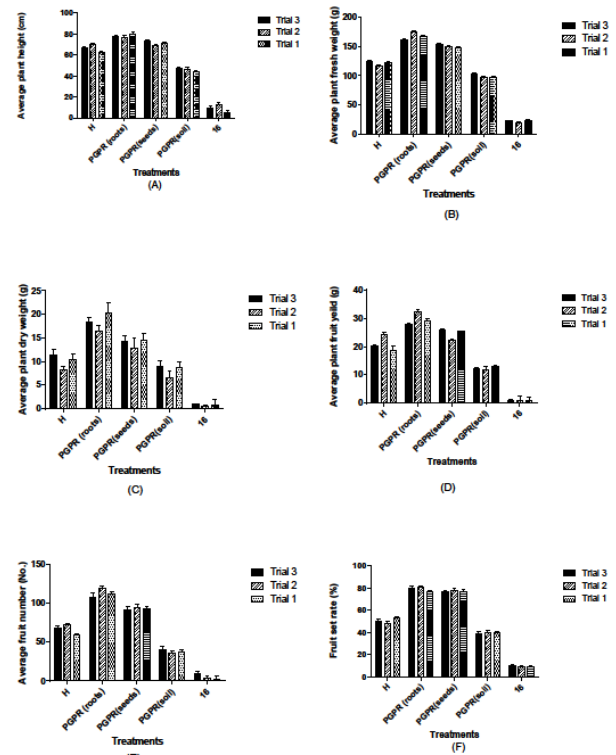 Average plant height (cm)
100
80
60
40
20
0
H
PGPR (roots)
PGPR(seeds)
PGPR(soil)
16
Treatments
(A)
Trial 3
Trial 2
Trial 1
Average plant fresh weight (g)
200
150
100
50
0
H
PGPR (roots)
PGPR(seeds)
PGPR(soil)
16
Treatments
(B)
Trial 3
Trial 2
Trial 1
Average plant dry weight (g)
25
20
15
10
5
0
H
PGPR (roots)
PGPR(seeds)
PGPR(soil)
16
Treatments
(C)
Trial 3
Trial 2
Trial 1
Average plant fruit yeild (g)
40
30
20
10
0
H
PGPR (roots)
PGPR(seeds)
PGPR(soil)
16
Treatments
(D)
Trial 3
Trial 2
Trial 1
Average fruit number (No.)
150
100
50
0
H
PGPR (roots)
PGPR(seeds)
PGPR(soil)
16
Treatments
Trial 3
Trial 2
Trial 1
Fruit set rate (%)
100
80
60
40
20
0
H
PGPR (roots)
PGPR(seeds)
PGPR(soil)
16
Treatments
(F)
Trial 3
Trial 2
Trial 1